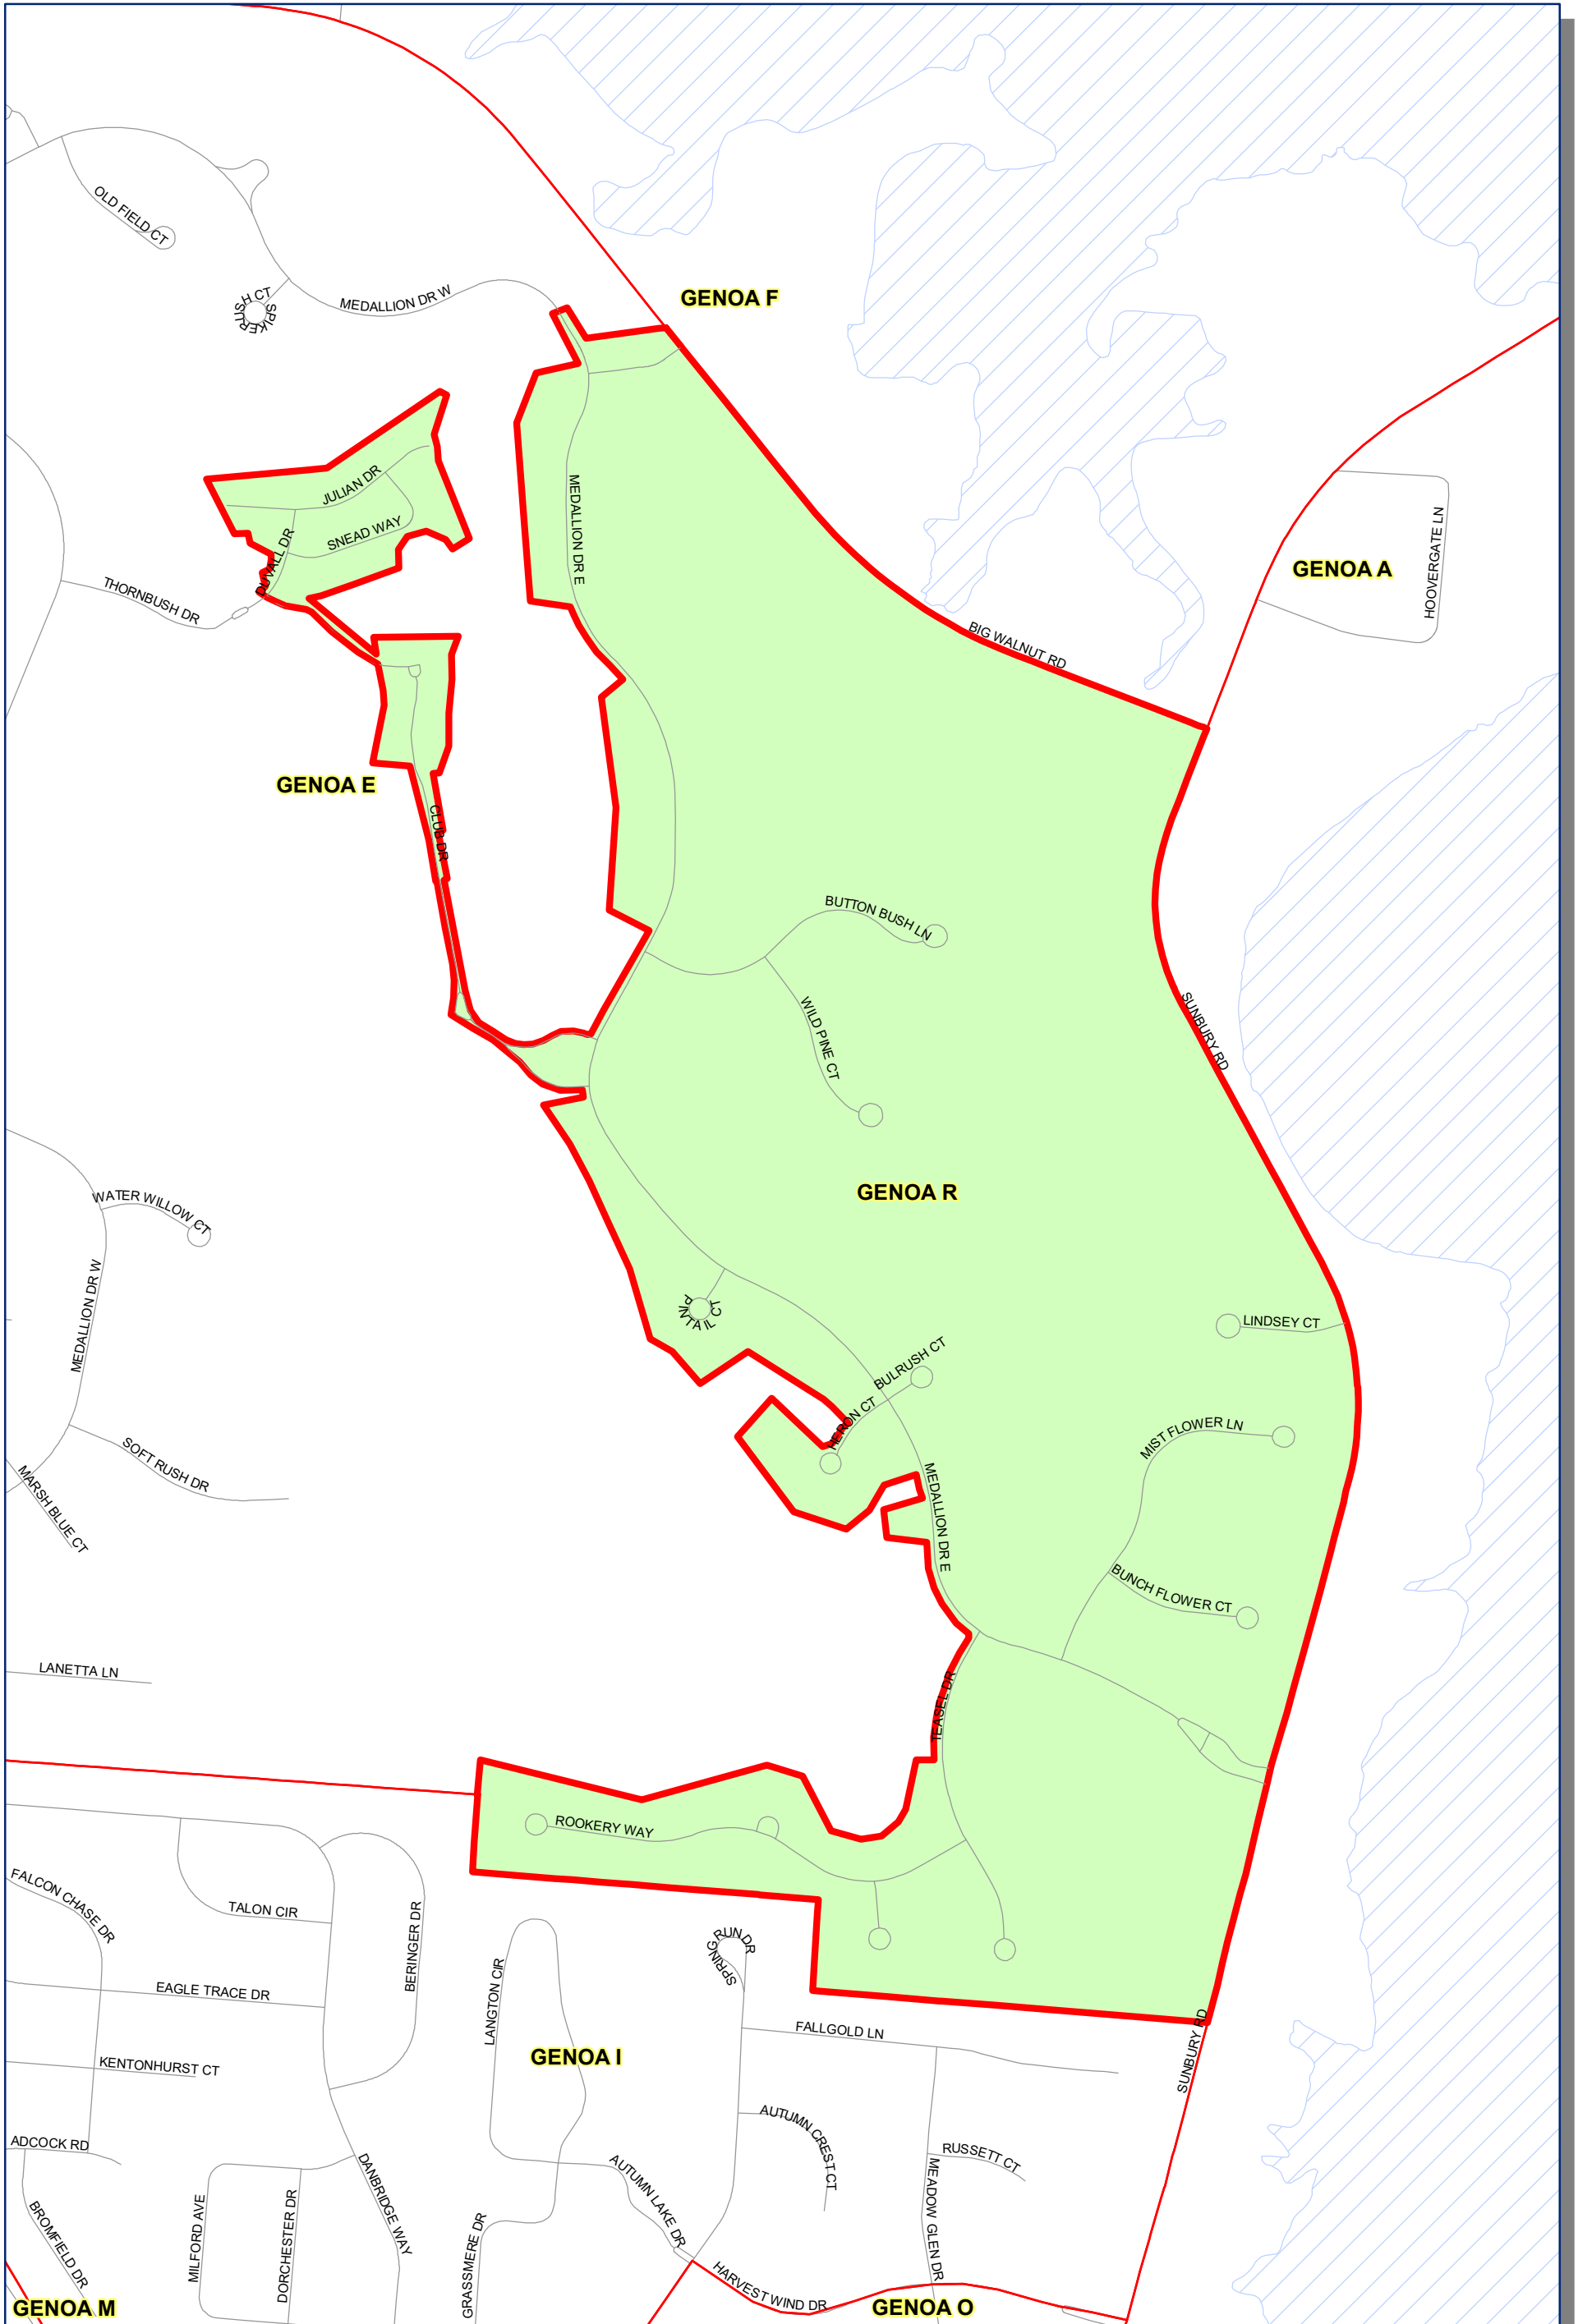 OLD FIELD CT
SPIKERUSH CT
MEDALLION DR W
GENOA F
JULIAN DR
SNEAD WAY
DUVALL DR
THORNBUSH DR
MEDALLION DR E
HOOVERGATE LN
GENOA A
BIG WALNUT RD
GENOA E
CLUB DR
BUTTON BUSH LN
WILD PINE CT
SUNBURY RD
GENOA R
WATER WILLOW CT
MEDALLION DR W
PINTAIL CT
LINDSEY CT
BULRUSH CT
HERON CT
MIST FLOWER LN
SOFT RUSH DR
MARSH BLUE CT
MEDALLION DR E
BUNCH FLOWER CT
LANETTA LN
TEASEL DR
ROOKERY WAY
FALCON CHASE DR
TALON CIR
BERINGER DR
EAGLE TRACE DR
LANGTON CIR
SPRING RUN DR
FALLGOLD LN
SUNBURY RD
GENOA I
KENTONHURST CT
ADCOCK RD
AUTUMN CREST CT
RUSSETT CT
DANBRIDGE WAY
AUTUMN LAKE DR
MEADOW GLEN DR
BROMFIELD DR
MILFORD AVE
DORCHESTER DR
GRASSMERE DR
HARVEST WIND DR
GENOA M
GENOA O